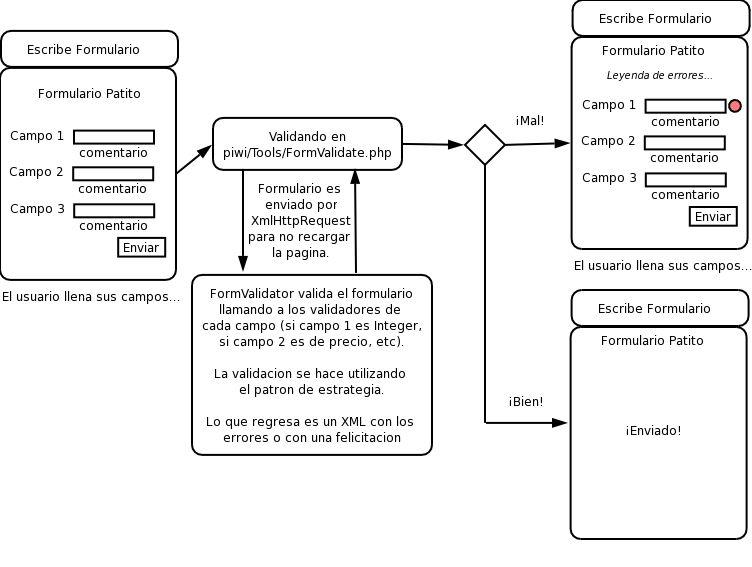 Escribe Formulario
Formulario Patito
Campo 1
comentario
Campo 2
comentario
Campo 3
comentario
Enviar
El usuario llena sus campos...
Validando en
piwi/Tools/FormValidate.php
Formulario es
enviado por
XmlHttpRequest
para no recargar
la pagina.
FormValidator valida el formulario
llamando a los validadores de
cada campo (si campo 1 es Integer,
si campo 2 es de precio, etc).
La validacion se hace utilizando
el patron de estrategia.
Lo que regresa es un XML con los
errores o con una felicitacion
¡Mal!
¡Bien!
Escribe Formulario
Formulario Patito
Leyenda de errores...
Campo 1
comentario
Campo 2
comentario
Campo 3
comentario
Enviar
El usuario llena sus campos...
Escribe Formulario
Formulario Patito
¡Enviado!